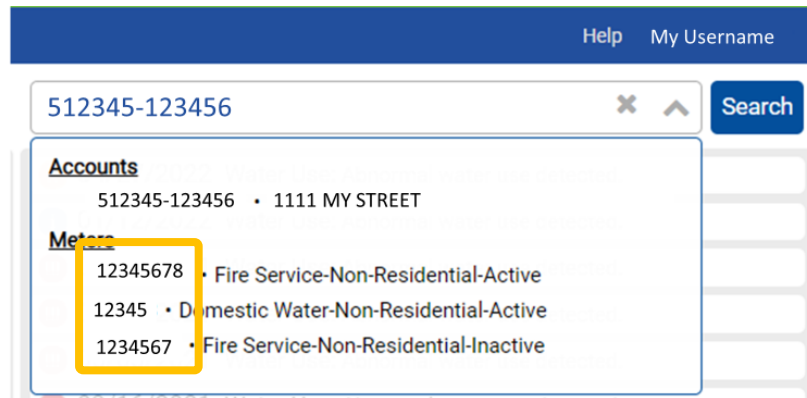 Help My Username
512345-123456 Search
Accounts
512345-123456 • 1111 MY STREET
Meters
12345678 • Fire Service-Non-Residential-Active
12345 • Domestic Water-Non-Residential-Active
1234567 • Fire Service-Non-Residential-Inactive